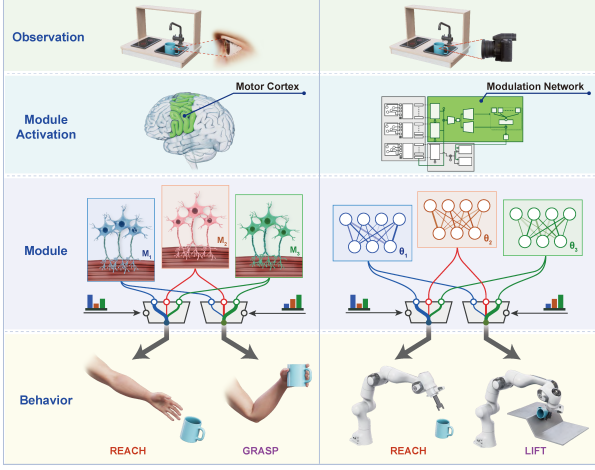 Observation
Module
Activation
Motor Cortex
Modulation Network
Module
M1
M2
M3
θ1
θ2
θ3
Behavior
REACH
GRASP
REACH
LIFT